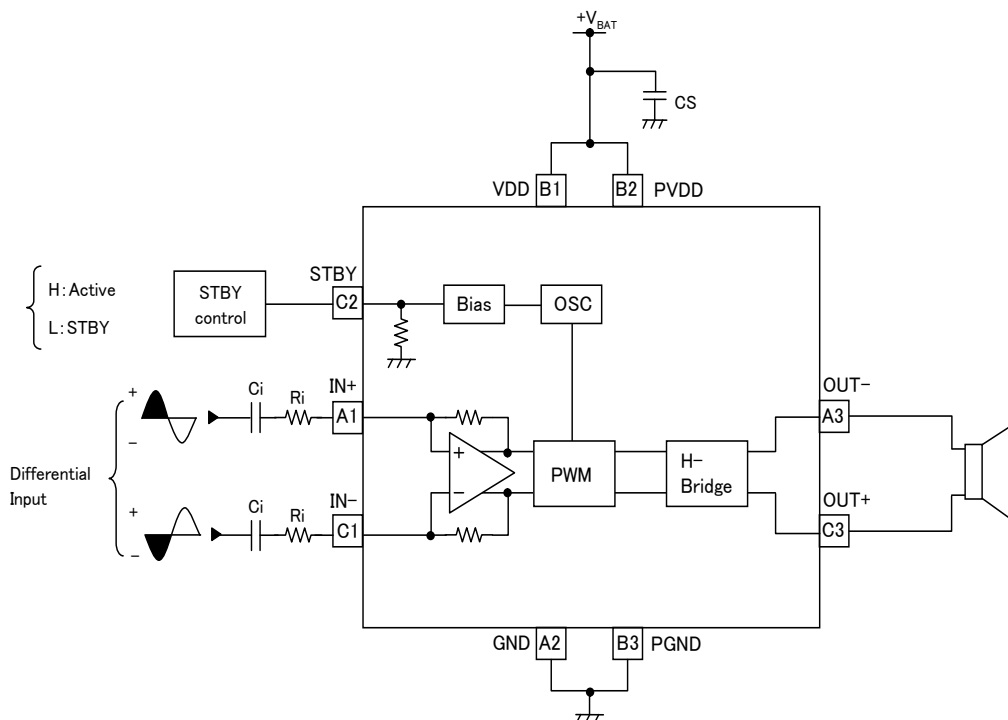 +VBAT
CS
VDD B1 B2 PVDD
STBY
H:Active
L:STBY
STBY
control
C2
Bias
OSC
Ci
Ri
IN+
A1
+
−
Differential
Input
+
−
PWM
H-
Bridge
OUT-
A3
+
−
Ci
Ri
IN-
C1
OUT+
C3
GND A2 B3 PGND